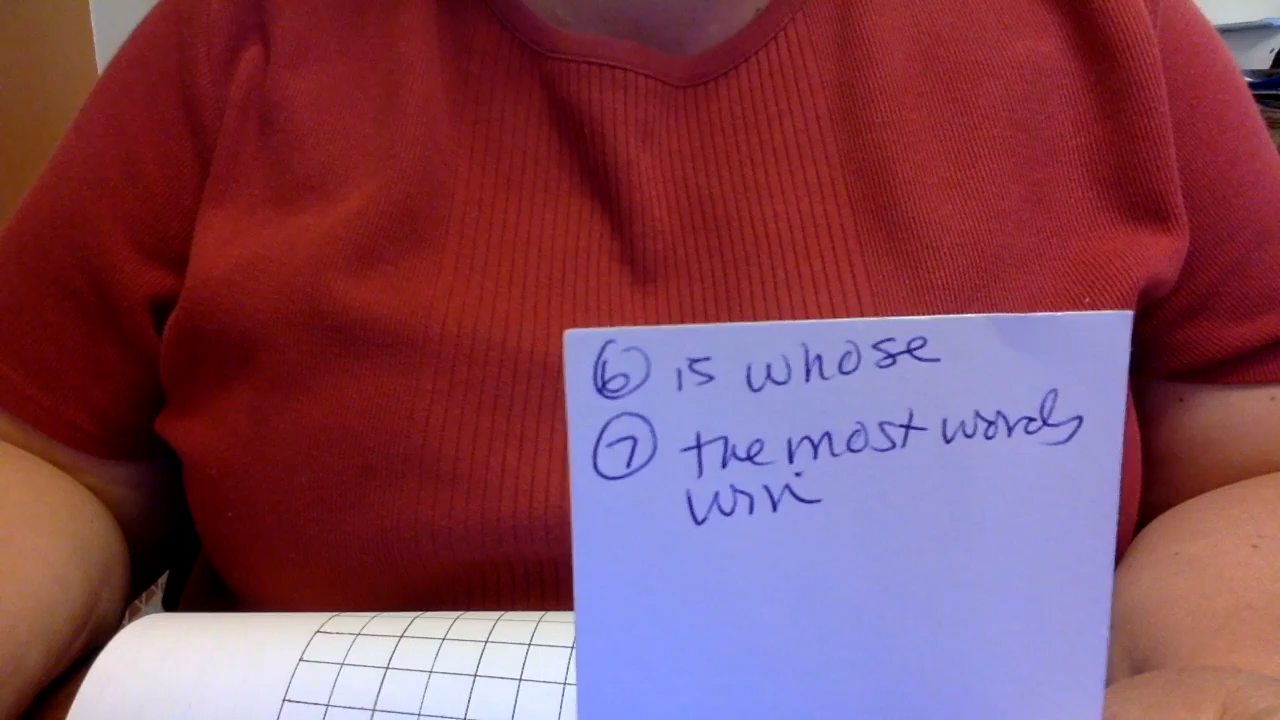 ⑥ is whose
⑦ the most words
win